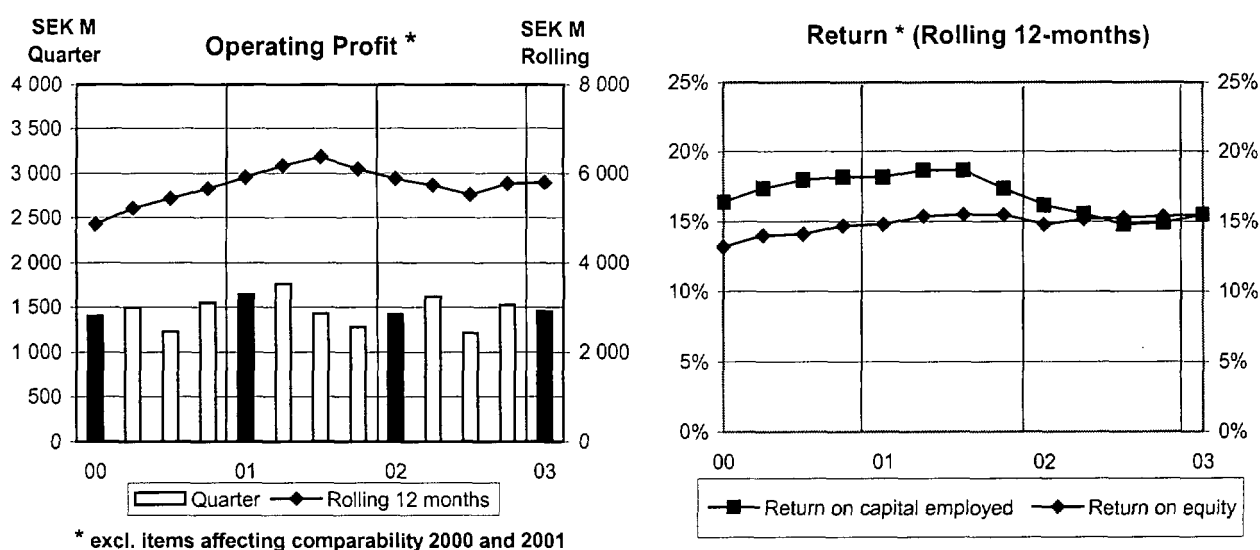 SEK M
Quarter
Operating Profit *
SEK M
Rolling
4 000
3 500
3 000
2 500
2 000
1 500
1 000
500
0
8 000
6 000
4 000
2 000
0
00 01 02 03
Quarter Rolling 12 months
* excl. items affecting comparability 2000 and 2001
Return * (Rolling 12-months)
25%
20%
15%
10%
5%
0%
25%
20%
15%
10%
5%
0%
00 01 02 03
Return on capital employed Return on equity